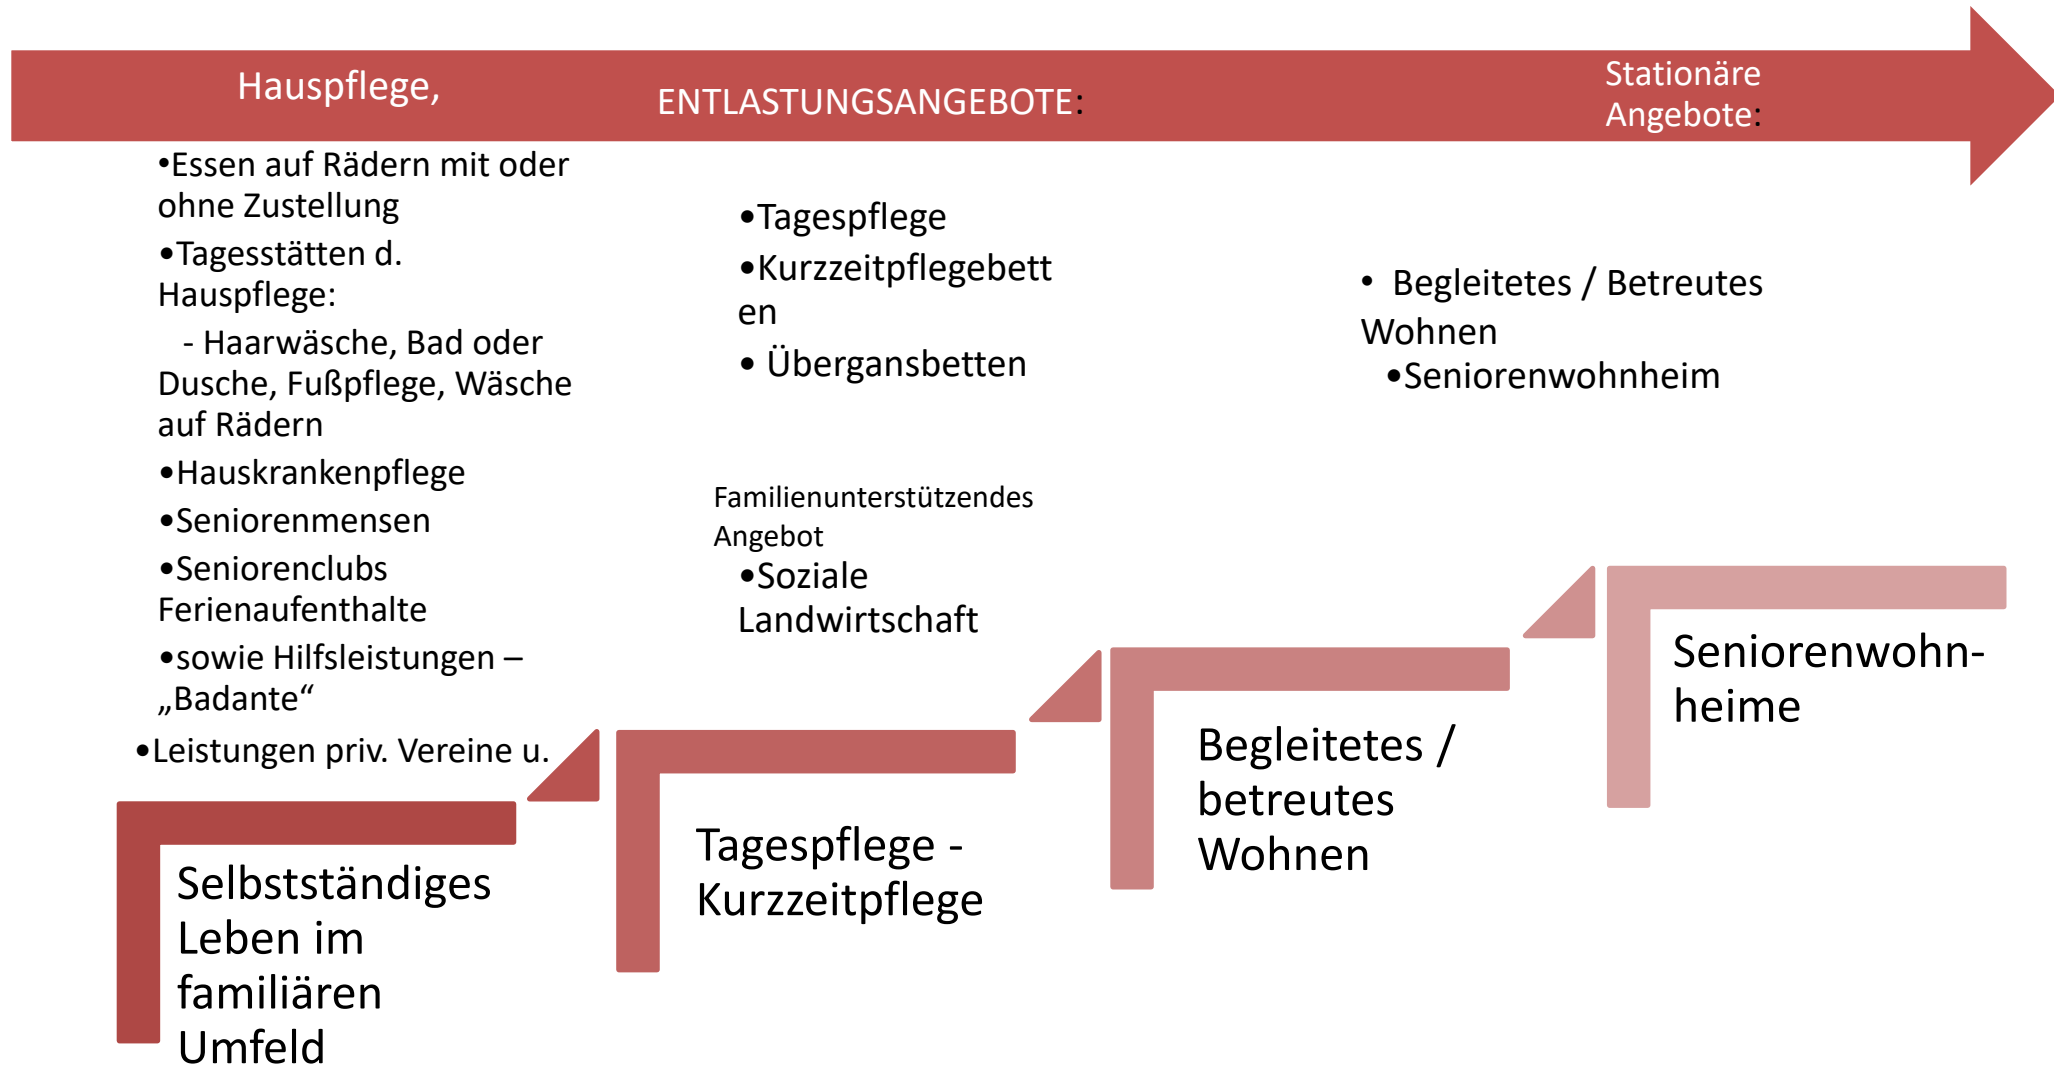 Hauspflege,
ENTLASTUNGSANGEBOTE:
Stationäre
Angebote:
•Essen auf Rädern mit oder
ohne Zustellung
•Tagesstätten d.
Hauspflege:
- Haarwäsche, Bad oder
Dusche, Fußpflege, Wäsche
auf Rädern
•Hauskrankenpflege
•Seniorenmensen
•Seniorenclubs
Ferienaufenthalte
•sowie Hilfsleistungen –
„Badante“
•Leistungen priv. Vereine u.
•Tagespflege
•Kurzzeitpflegebett
en
• Übergansbetten
Familienunterstützendes
Angebot
•Soziale
Landwirtschaft
• Begleitetes / Betreutes
Wohnen
•Seniorenwohnheim
Selbstständiges
Leben im
familiären
Umfeld
Tagespflege -
Kurzzeitpflege
Begleitetes /
betreutes
Wohnen
Seniorenwohn-
heime